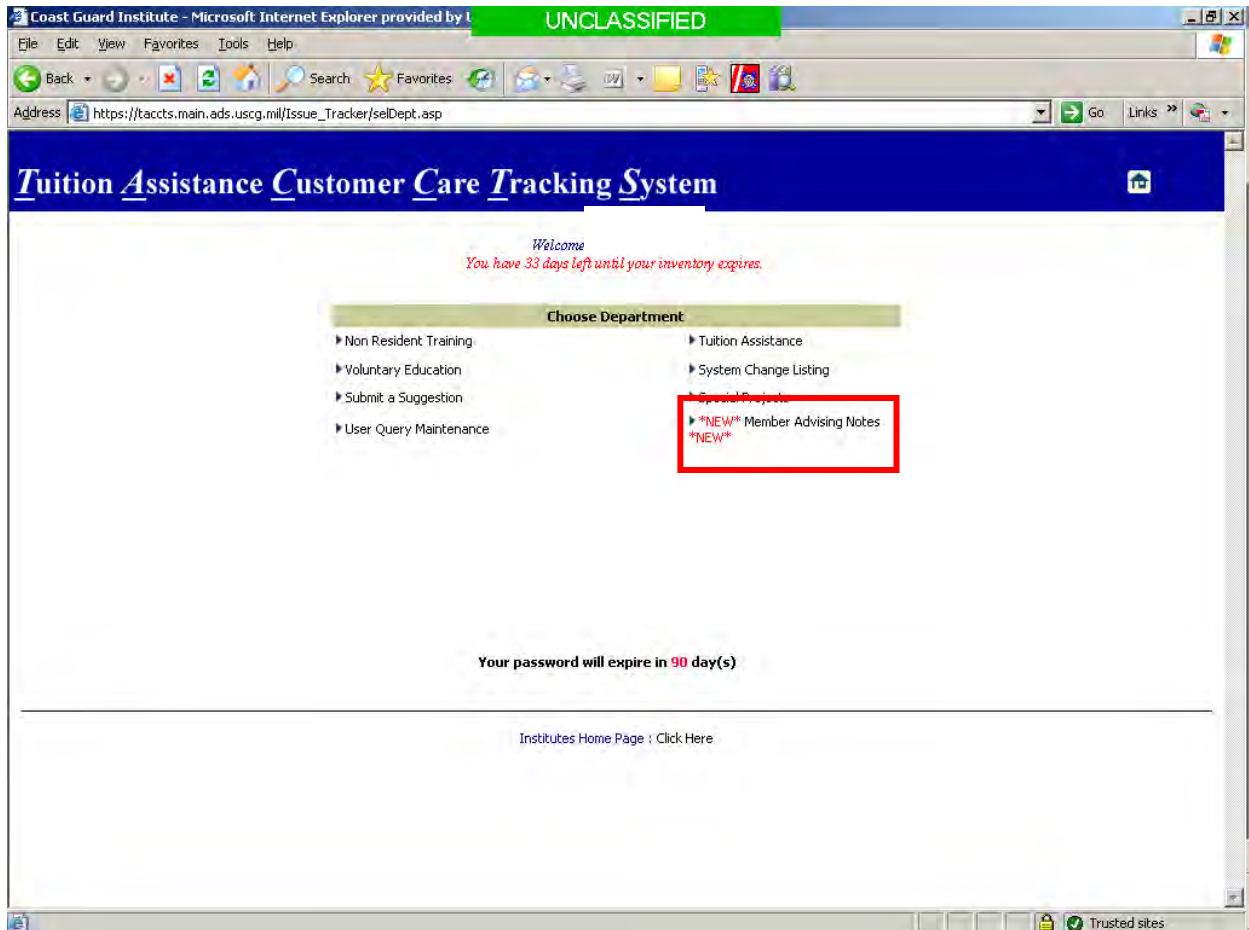 Coast Guard Institute - Microsoft Internet Explorer provided by
UNCLASSIFIED
File Edit View Favorites Tools Help
Back Search Favorites
Address https://taccts.main.ads.uscg.mil/Issue_Tracker/selDept.asp Go Links »
Tuition Assistance Customer Care Tracking System
Welcome
You have 33 days left until your inventory expires.
Choose Department
Non Resident Training Tuition Assistance
Voluntary Education System Change Listing
Submit a Suggestion Special Projects
User Query Maintenance *NEW* Member Advising Notes
*NEW*
Your password will expire in 90 day(s)
Institutes Home Page : Click Here
Trusted sites